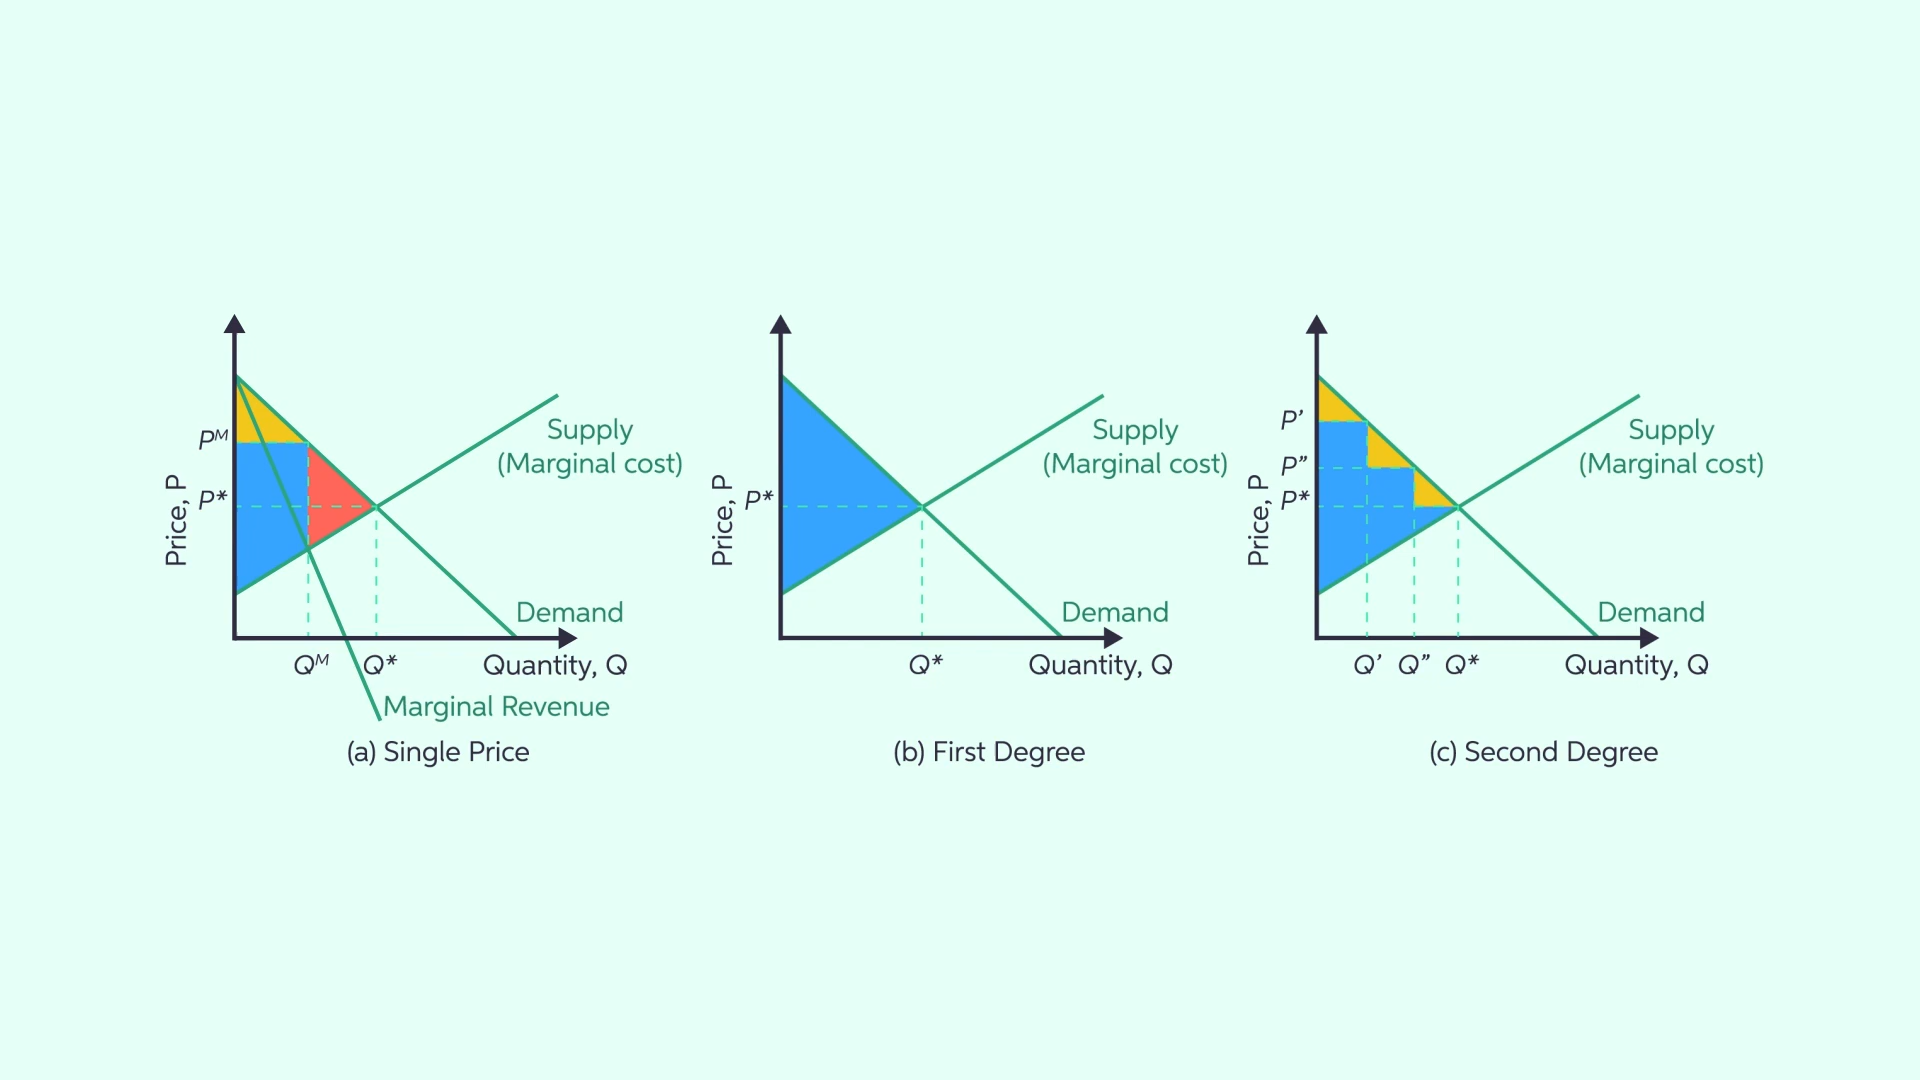 Price, P
P^M
P*
Supply
(Marginal cost)
Demand
Q^M
Q*
Quantity, Q
Marginal Revenue
(a) Single Price
Price, P
P*
Supply
(Marginal cost)
Demand
Q*
Quantity, Q
(b) First Degree
Price, P
P’
P”
P*
Supply
(Marginal cost)
Demand
Q’
Q”
Q*
Quantity, Q
(c) Second Degree